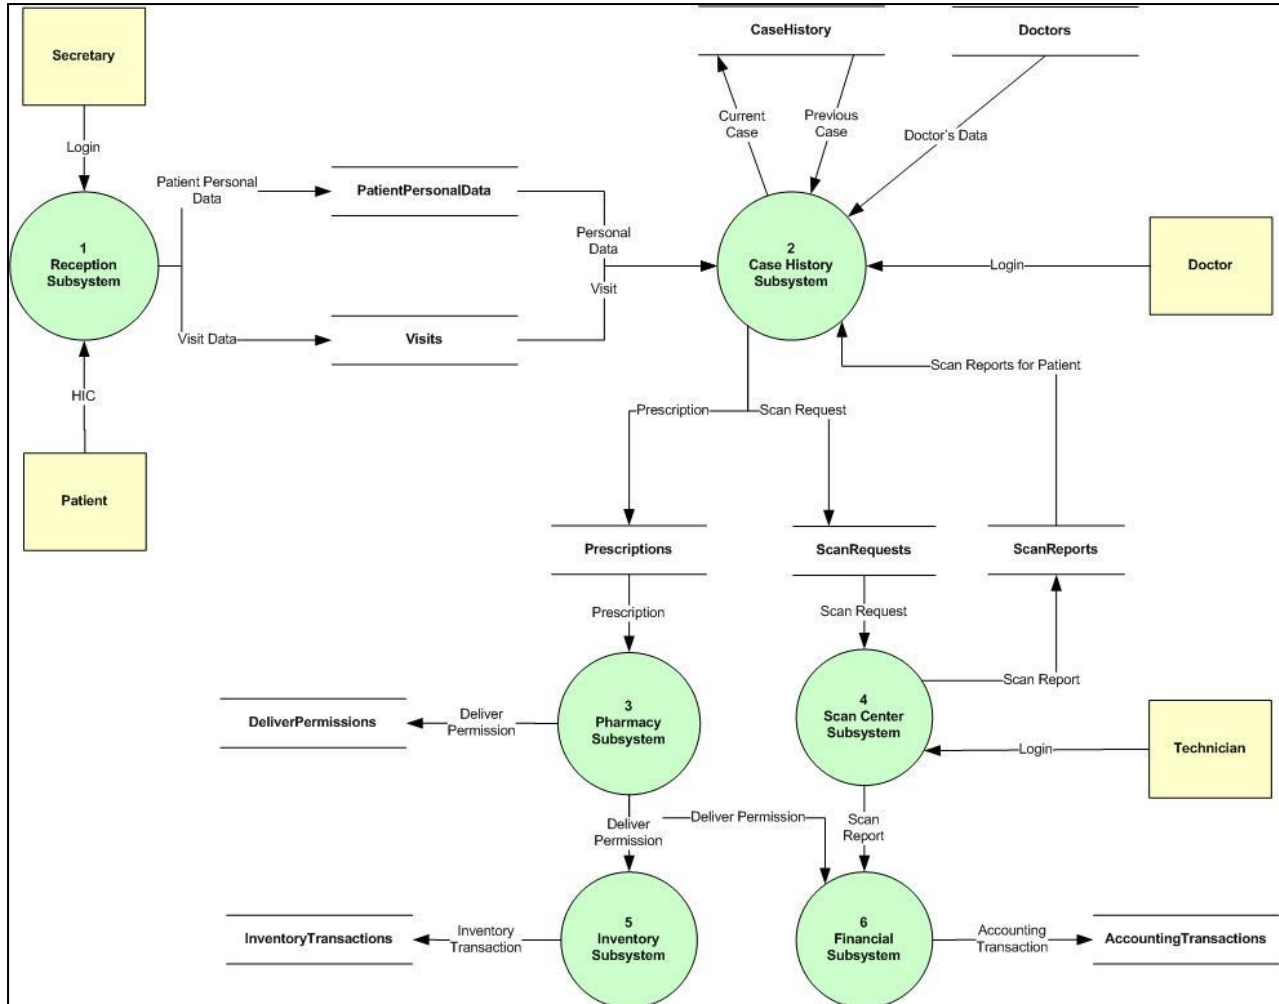 Secretary
CaseHistory
Doctors
Login
Current
Case
Previous
Case
Doctor's Data
Patient Personal
Data
PatientPersonalData
1
Reception
Subsystem
Personal
Data
2
Case History
Subsystem
Login
Doctor
Visit
Visit Data
Visits
HIC
Scan Reports for Patient
Prescription
Scan Request
Patient
Prescriptions
ScanRequests
ScanReports
Prescription
Scan Request
Scan Report
DeliverPermissions
Deliver
Permission
3
Pharmacy
Subsystem
4
Scan Center
Subsystem
Login
Technician
Deliver
Permission
Deliver Permission
Scan
Report
InventoryTransactions
Inventory
Transaction
5
Inventory
Subsystem
6
Financial
Subsystem
Accounting
Transaction
AccountingTransactions